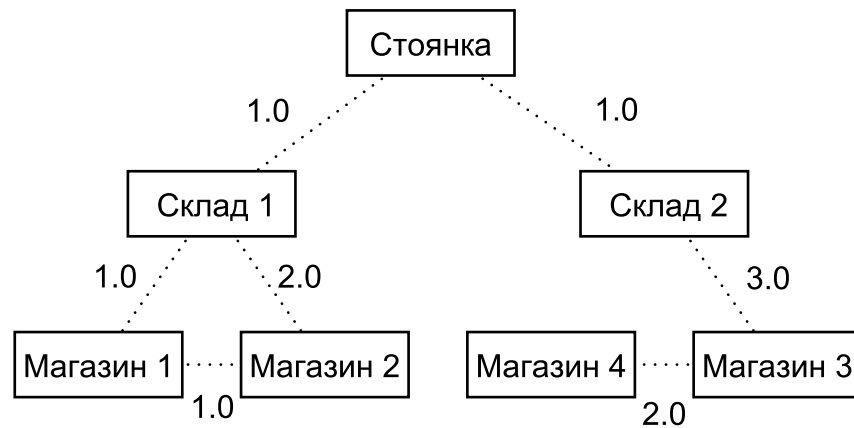 Стоянка
1.0
1.0
Склад 1
Склад 2
1.0
2.0
3.0
Магазин 1
Магазин 2
Магазин 4
Магазин 3
1.0
2.0